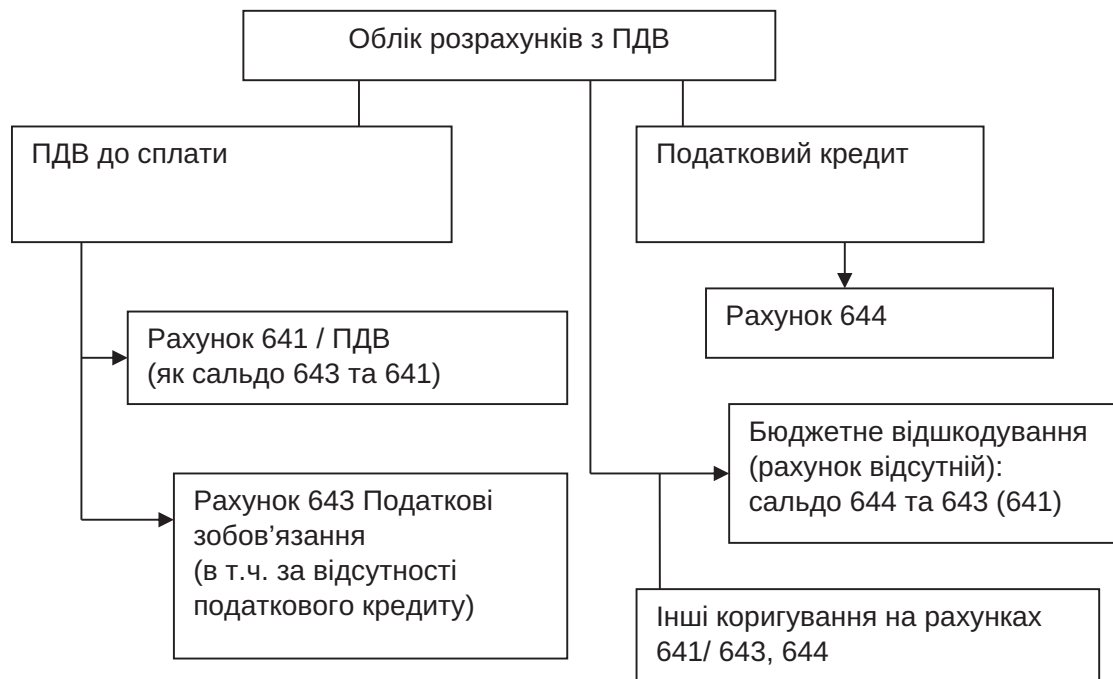 Облік розрахунків з ПДВ
ПДВ до сплати
Податковий кредит
Рахунок 644
Рахунок 641 / ПДВ
(як сальдо 643 та 641)
Бюджетне відшкодування
(рахунок відсутній):
сальдо 644 та 643 (641)
Рахунок 643 Податкові
зобов’язання
(в т.ч. за відсутності
податкового кредиту)
Інші коригування на рахунках
641/ 643, 644